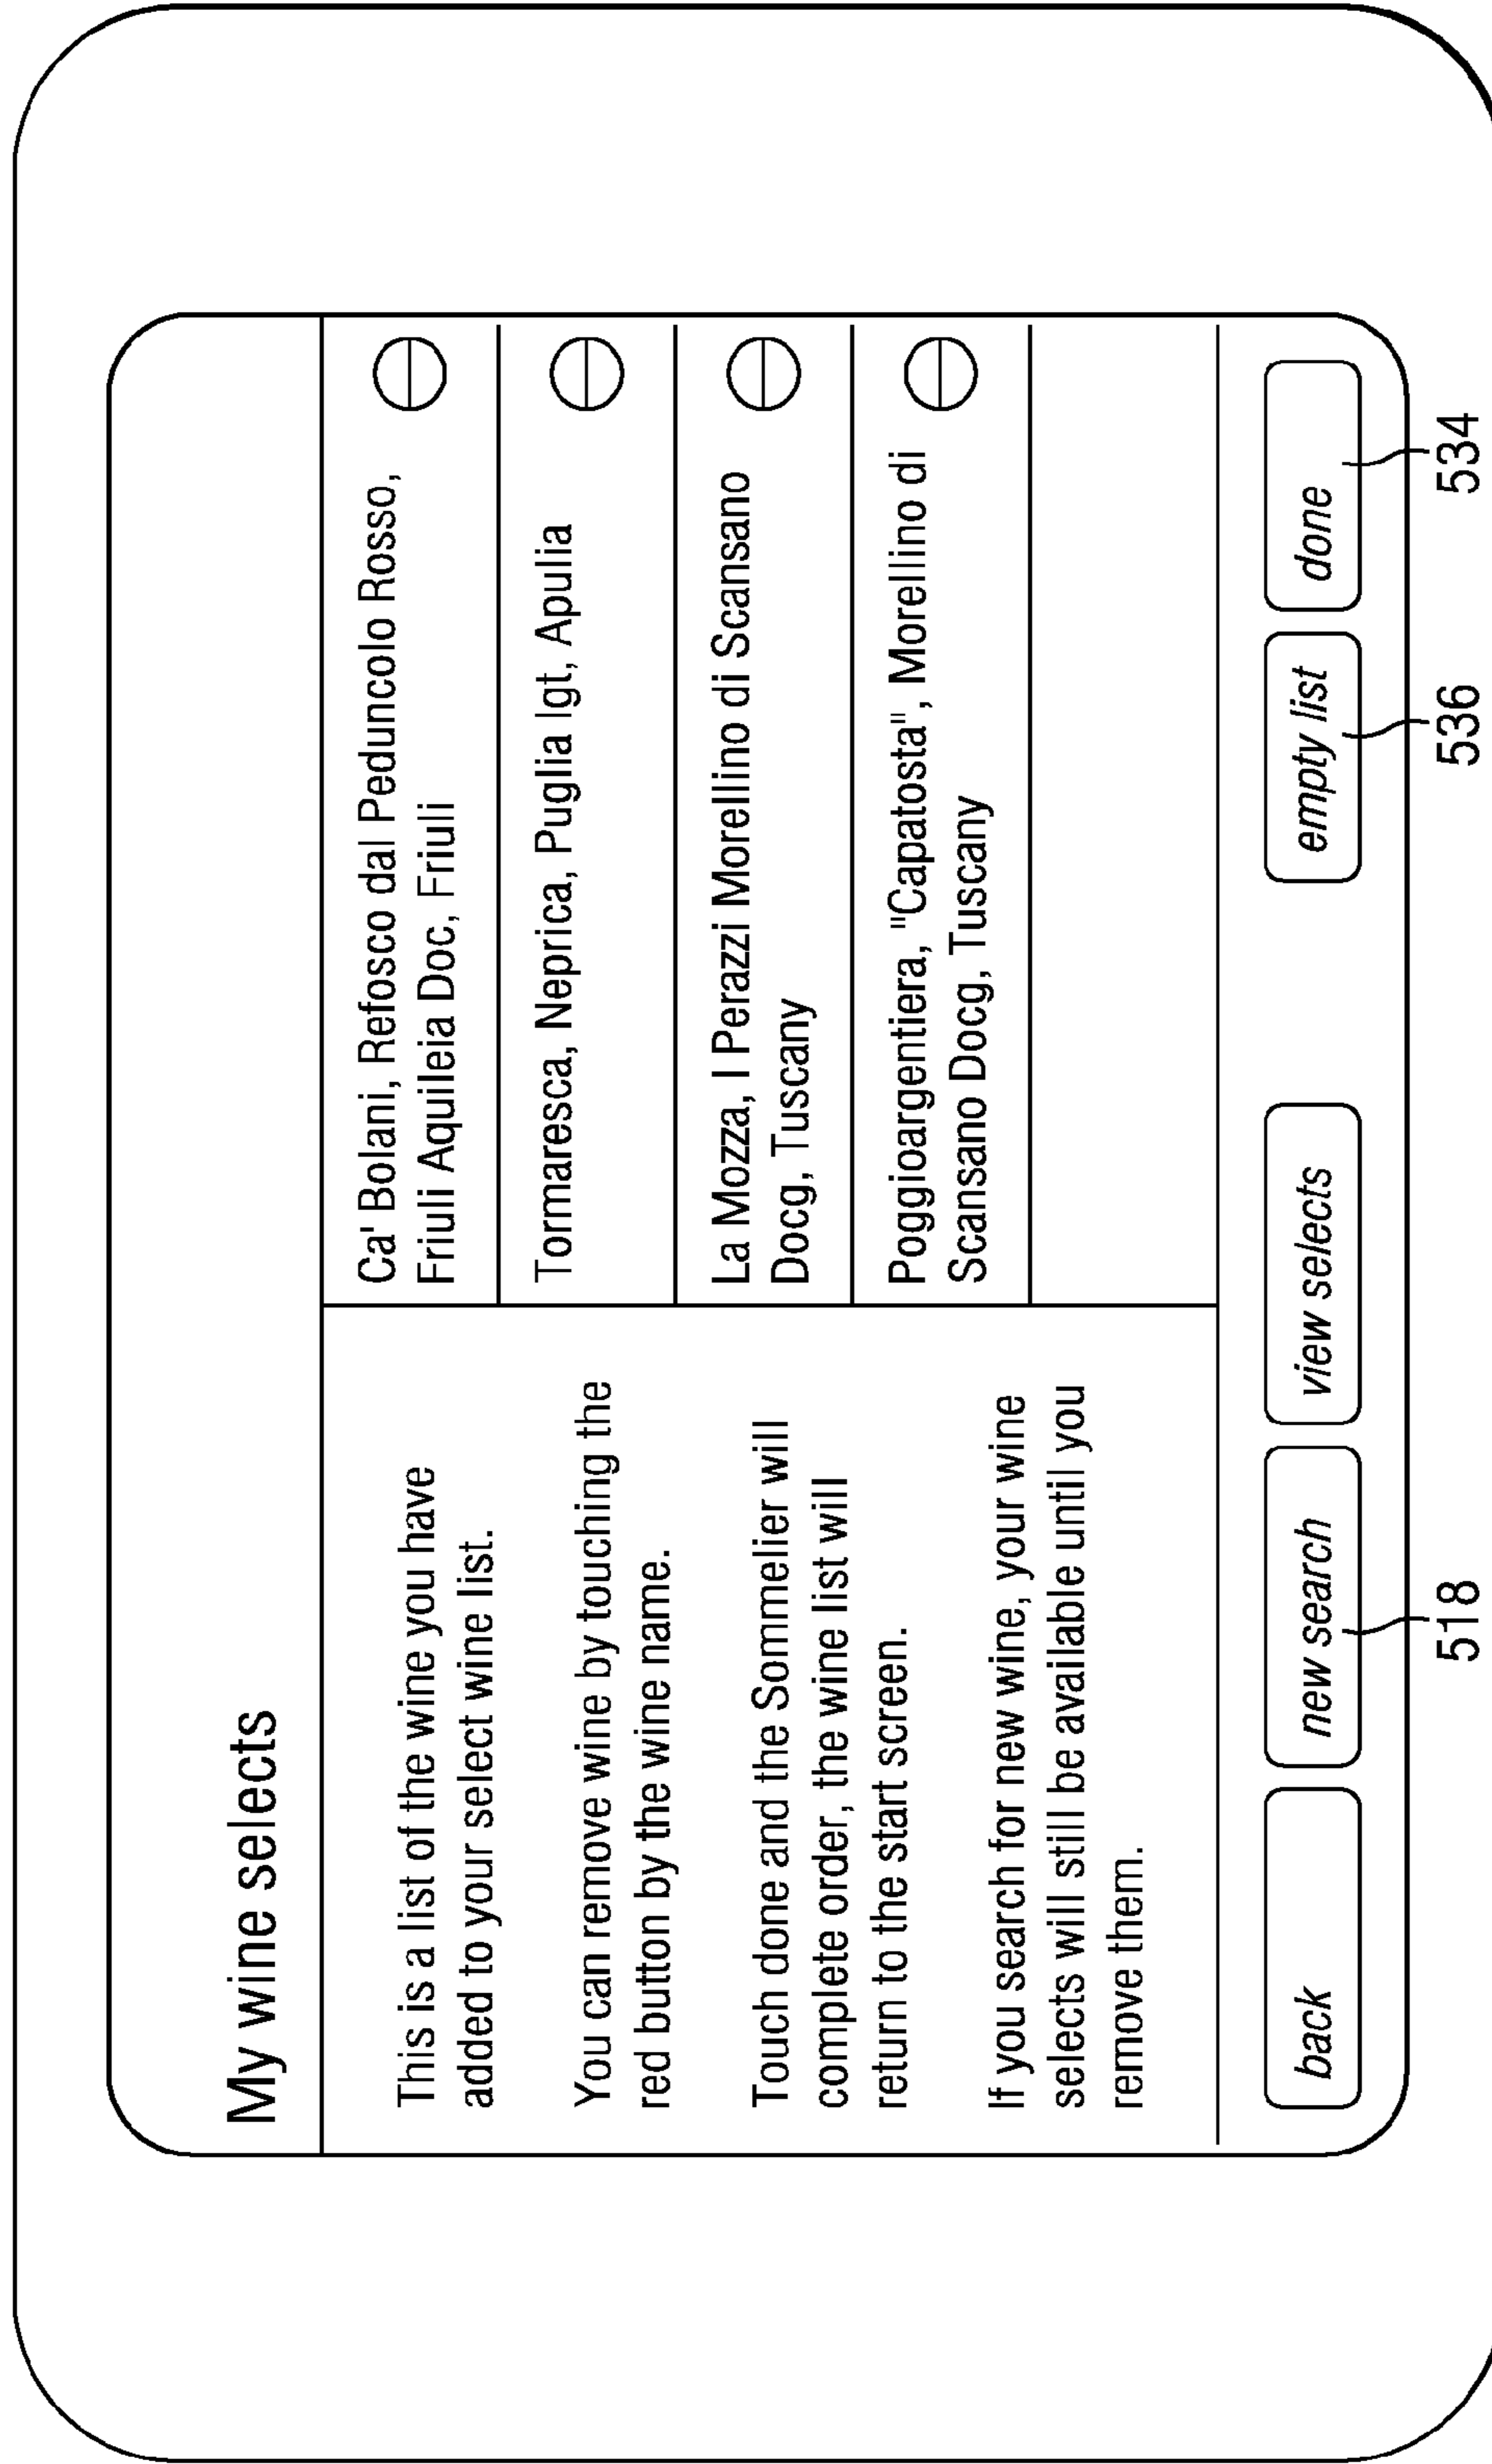 My wine selects
This is a list of the wine you have
added to your select wine list.
You can remove wine by touching the
red button by the wine name.
Touch done and the Sommelier will
complete order, the wine list will
return to the start screen.
If you search for new wine, your wine
selects will still be available until you
remove them.
Ca' Bolani, Refosco dal Peduncolo Rosso,
Friuli Aquileia Doc, Friuli
Tormaresca, Neprica, Puglia Igt, Apulia
La Mozza, I Perazzi Morellino di Scansano
Docg, Tuscany
Poggioargentiera, "Capatosta", Morellino di
Scansano Docg, Tuscany
back
new search
view selects
empty list
done
518
536
534